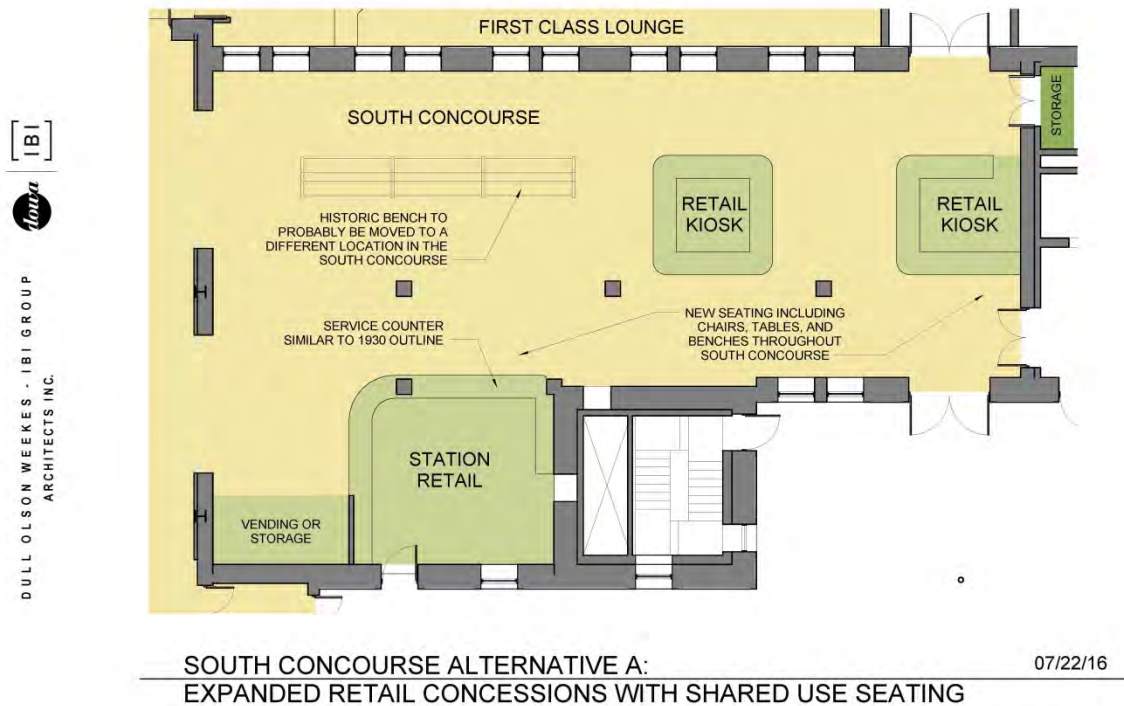 FIRST CLASS LOUNGE
SOUTH CONCOURSE
STORAGE
RETAIL
KIOSK
RETAIL
KIOSK
HISTORIC BENCH TO
PROBABLY BE MOVED TO A
DIFFERENT LOCATION IN THE
SOUTH CONCOURSE
SERVICE COUNTER
SIMILAR TO 1930 OUTLINE
NEW SEATING INCLUDING
CHAIRS, TABLES, AND
BENCHES THROUGHOUT
SOUTH CONCOURSE
STATION
RETAIL
VENDING OR
STORAGE
[IBI]
dowa
DULL OLSON WEEKES - IBI GROUP
ARCHITECTS INC.
SOUTH CONCOURSE ALTERNATIVE A:
07/22/16
EXPANDED RETAIL CONCESSIONS WITH SHARED USE SEATING